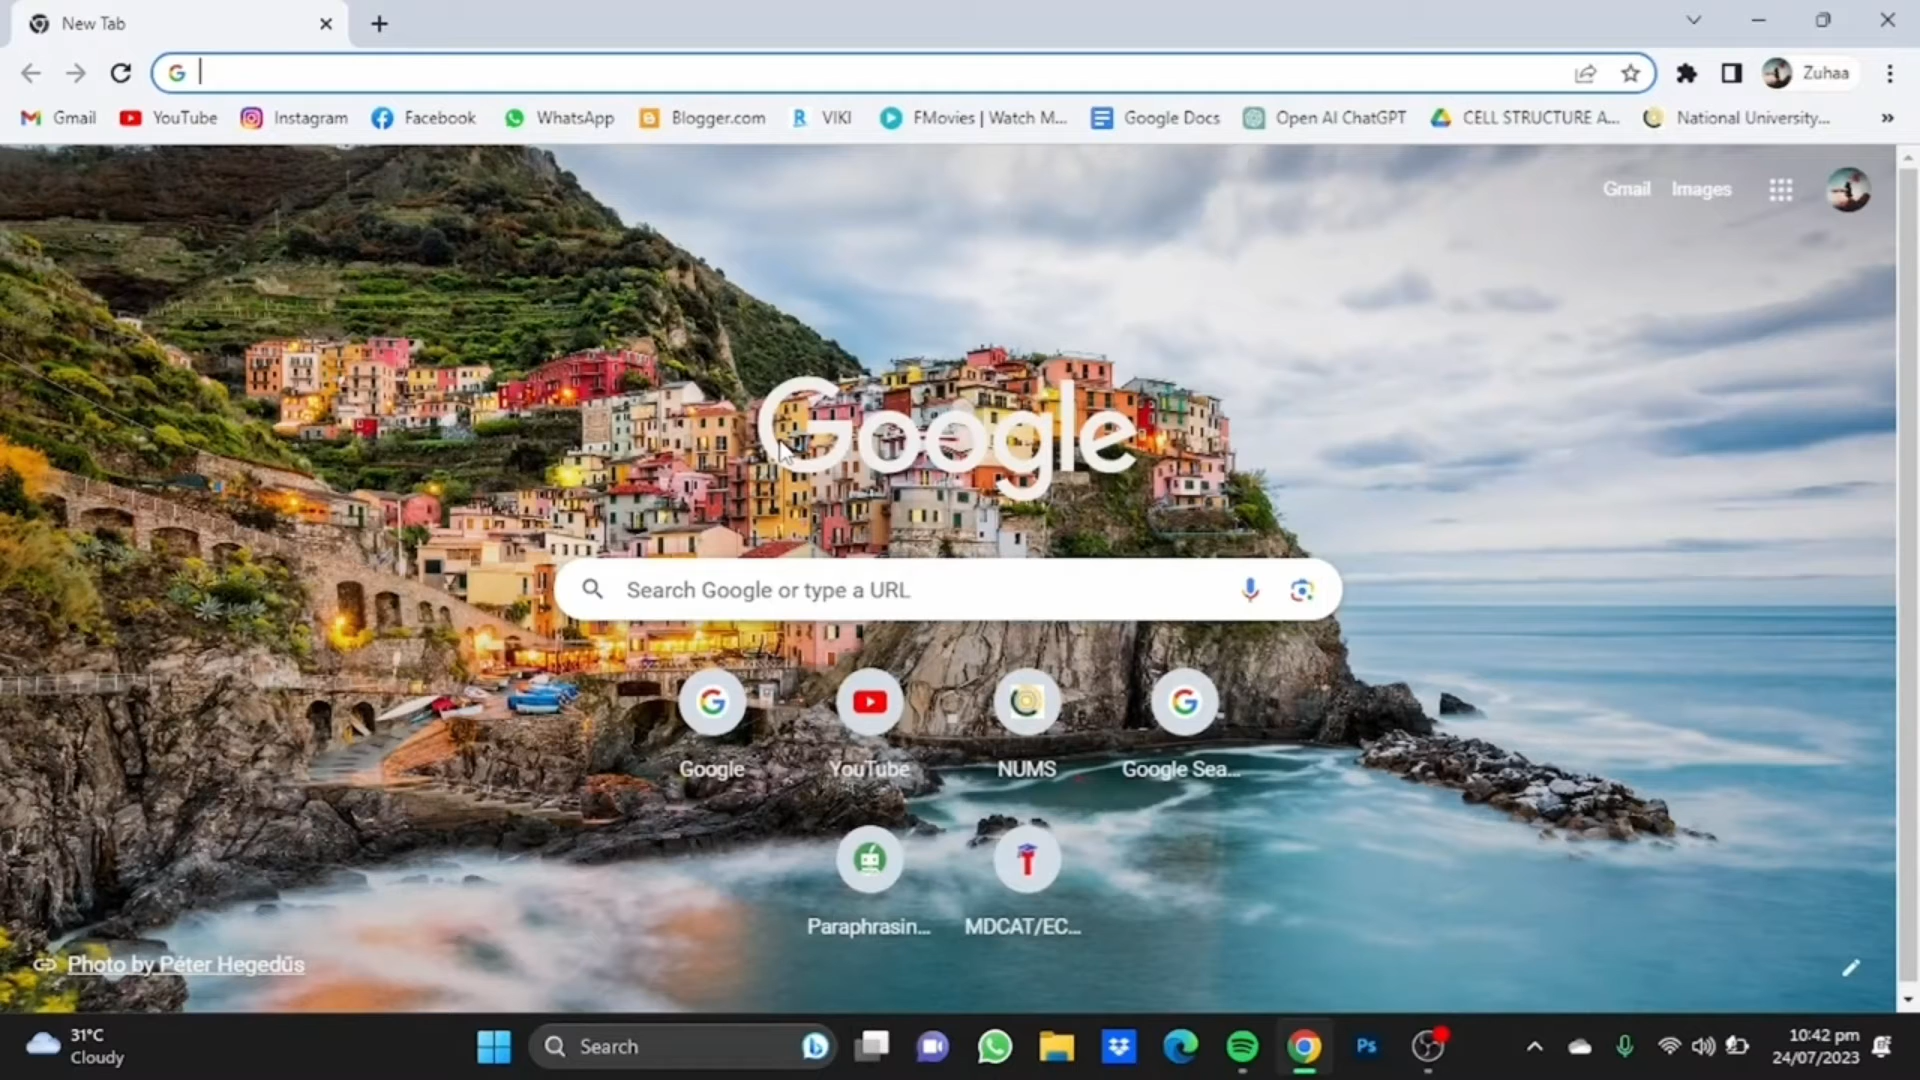 New Tab
Zuhaa
Gmail YouTube Instagram Facebook WhatsApp Blogger.com VIKI FMovies | Watch M... Google Docs Open AI ChatGPT CELL STRUCTURE A... National University... »
Gmail Images
Google
Search Google or type a URL
Google YouTube NUMS Google Sea...
Paraphrasin... MDCAT/EC...
Photo by Péter Hegedűs
31°C
Cloudy
Search
Ps
10:42 pm
24/07/2023